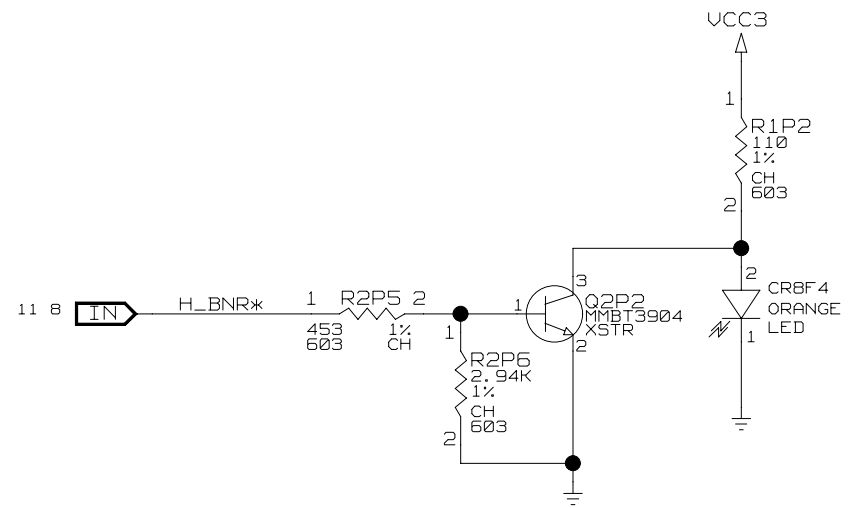 VCC3
1
R1P2
110
1%
CH
603
2
11 8 IN H_BNR*
1 R2P5 2
453 1%
603 CH
1
R2P6
2.94K
1%
CH
603
2
3
1 Q2P2
MMBT3904
XSTR
2
2 CR8F4
ORANGE
LED
1